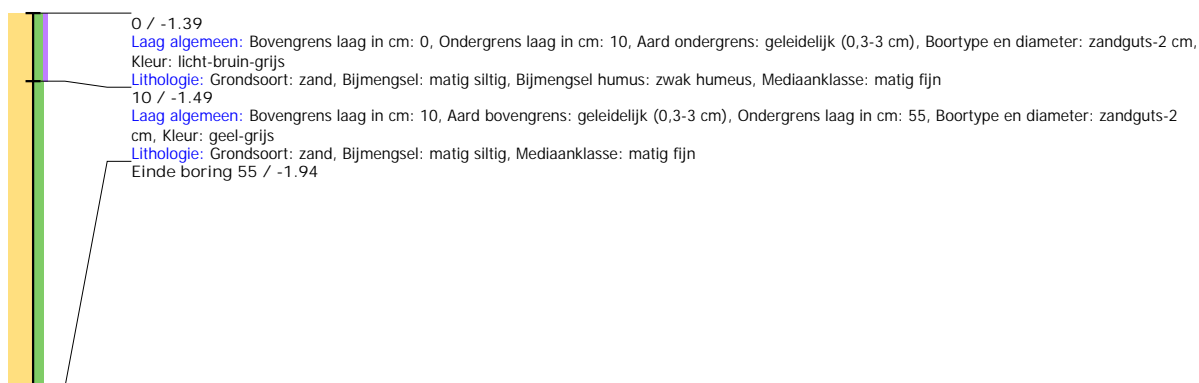 0 / -1.39
Laag algemeen: Bovengrens laag in cm: 0, Ondergrens laag in cm: 10, Aard ondergrens: geleidelijk (0,3-3 cm), Boortype en diameter: zandguts-2 cm,
Kleur: licht-bruin-grijs
Lithologie: Grondsoort: zand, Bijmengsel: matig siltig, Bijmengsel humus: zwak humeus, Mediaanklasse: matig fijn
10 / -1.49
Laag algemeen: Bovengrens laag in cm: 10, Aard bovengrens: geleidelijk (0,3-3 cm), Ondergrens laag in cm: 55, Boortype en diameter: zandguts-2
cm, Kleur: geel-grijs
Lithologie: Grondsoort: zand, Bijmengsel: matig siltig, Mediaanklasse: matig fijn
Einde boring 55 / -1.94